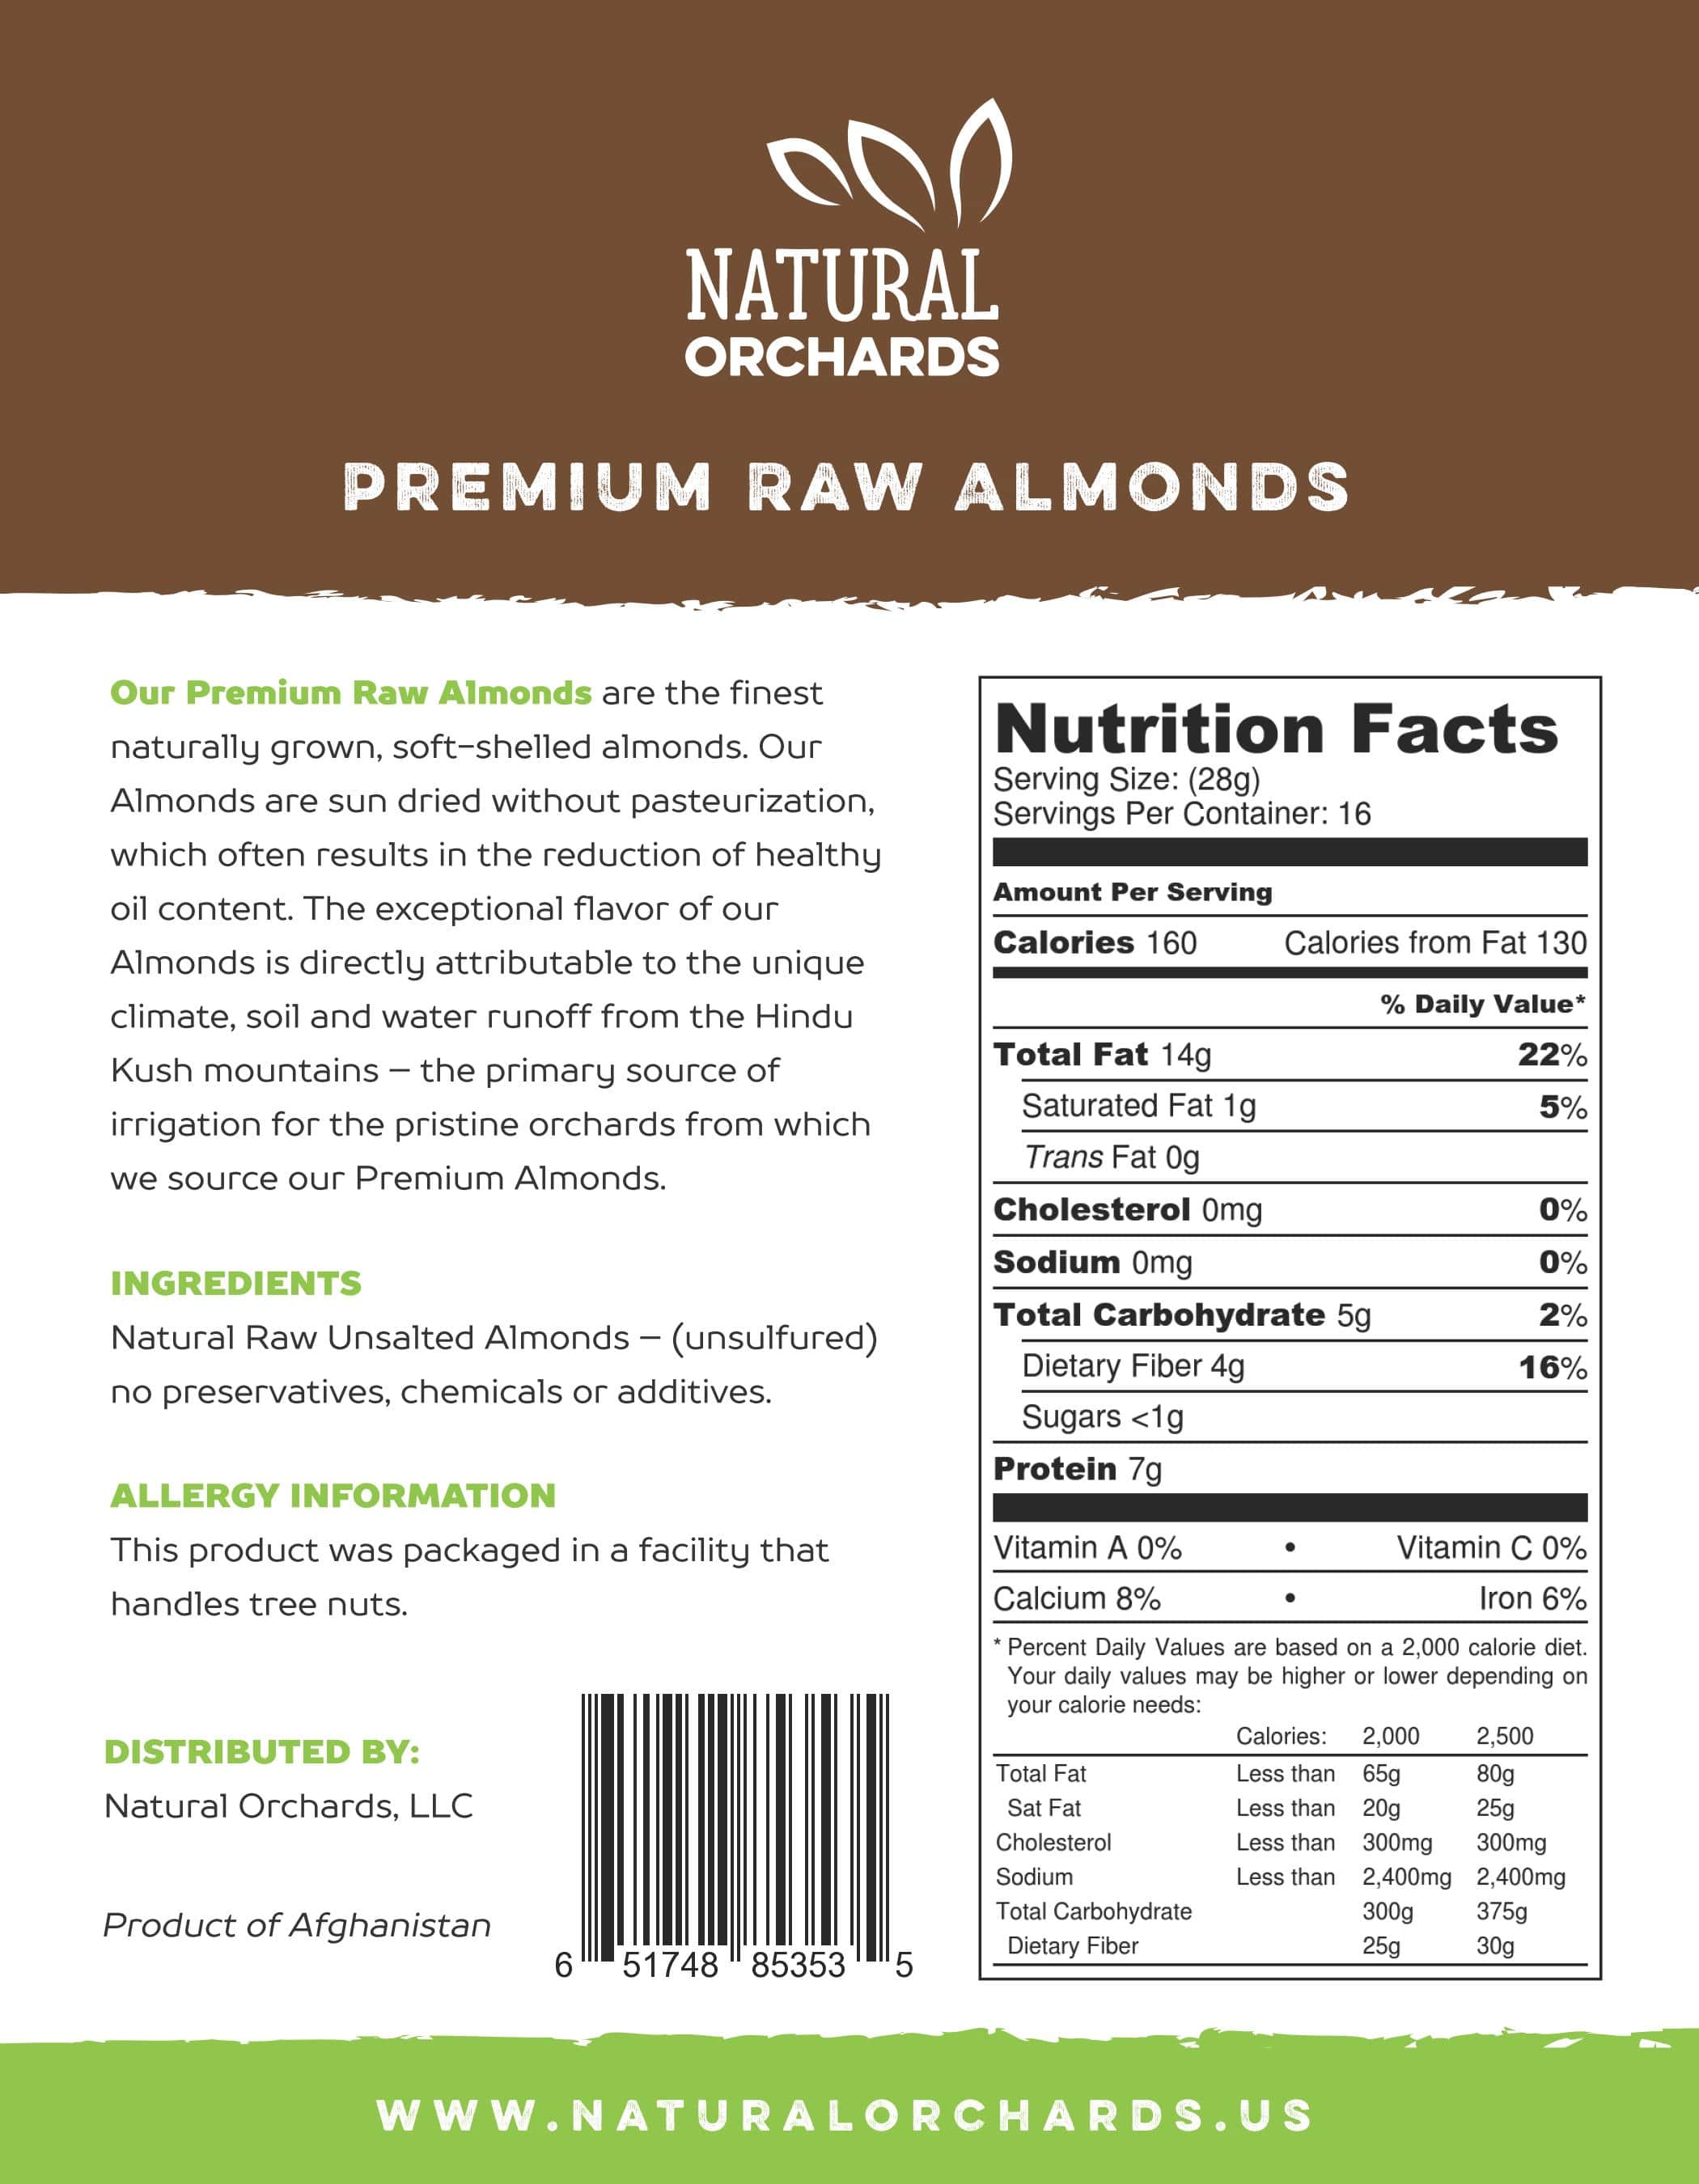 NATURAL
ORCHARDS
PREMIUM RAW ALMONDS
Our Premium Raw Almonds are the finest
naturally grown, soft-shelled almonds. Our
Almonds are sun dried without pasteurization,
which often results in the reduction of healthy
oil content. The exceptional flavor of our
Almonds is directly attributable to the unique
climate, soil and water runoff from the Hindu
Kush mountains – the primary source of
irrigation for the pristine orchards from which
we source our Premium Almonds.
INGREDIENTS
Natural Raw Unsalted Almonds – (unsulfured)
no preservatives, chemicals or additives.
ALLERGY INFORMATION
This product was packaged in a facility that
handles tree nuts.
DISTRIBUTED BY:
Natural Orchards, LLC
Product of Afghanistan
6 51748 85353 5
Nutrition Facts
Serving Size: (28g)
Servings Per Container: 16
Amount Per Serving
Calories 160 Calories from Fat 130
% Daily Value*
Total Fat 14g 22%
Saturated Fat 1g 5%
Trans Fat 0g
Cholesterol 0mg 0%
Sodium 0mg 0%
Total Carbohydrate 5g 2%
Dietary Fiber 4g 16%
Sugars <1g
Protein 7g
Vitamin A 0% • Vitamin C 0%
Calcium 8% • Iron 6%
* Percent Daily Values are based on a 2,000 calorie diet.
Your daily values may be higher or lower depending on
your calorie needs:
Calories: 2,000 2,500
Total Fat Less than 65g 80g
Sat Fat Less than 20g 25g
Cholesterol Less than 300mg 300mg
Sodium Less than 2,400mg 2,400mg
Total Carbohydrate 300g 375g
Dietary Fiber 25g 30g
WWW.NATURALORCHARDS.US